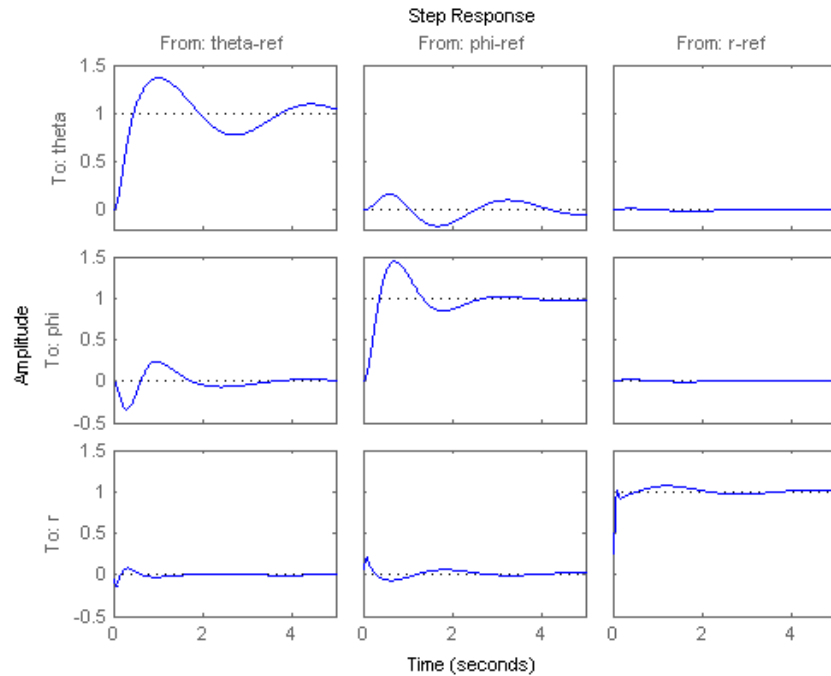 Step Response
From: theta-ref
From: phi-ref
From: r-ref
Amplitude
To: theta
1.5
1
0.5
0
To: phi
1.5
1
0.5
0
-0.5
To: r
1.5
1
0.5
0
-0.5
0 2 4
0 2 4
0 2 4
Time (seconds)